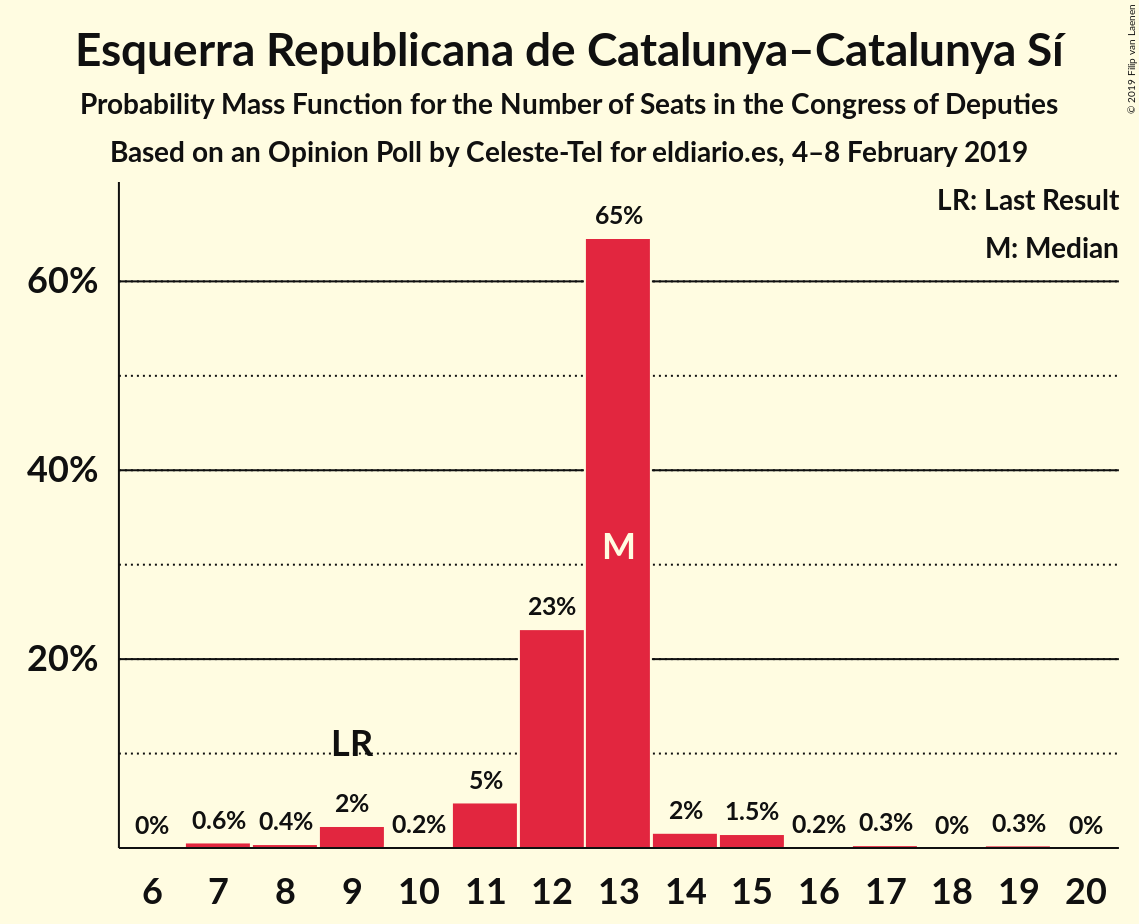 Esquerra Republicana de Catalunya–Catalunya Sí
Probability Mass Function for the Number of Seats in the Congress of Deputies
Based on an Opinion Poll by Celeste-Tel for eldiario.es, 4–8 February 2019
© 2019 Filip van Laenen
LR: Last Result
M: Median
60%
40%
20%
0% 0.6% 0.4% 2% 0.2% 5% 23% 65% 2% 1.5% 0.2% 0.3% 0% 0.3% 0%
LR
M
6 7 8 9 10 11 12 13 14 15 16 17 18 19 20